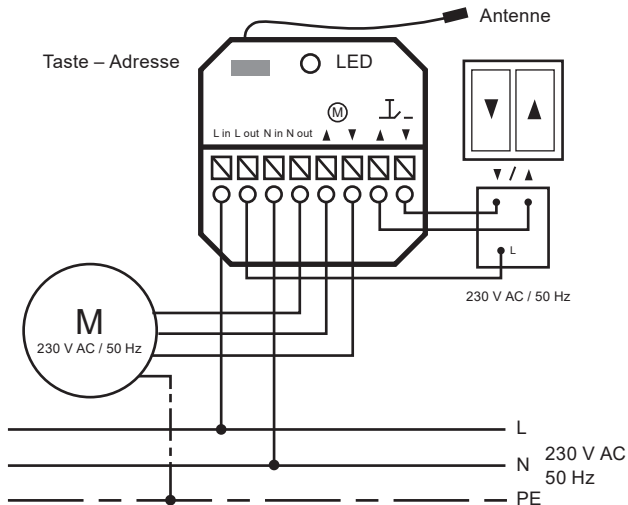 Antenne
Taste – Adresse
LED
M
L in L out N in N out ▲ ▼ ▲ ▼
▼ ▲
▼ / ▲
L
230 V AC / 50 Hz
M
230 V AC / 50 Hz
L
N
230 V AC
50 Hz
PE